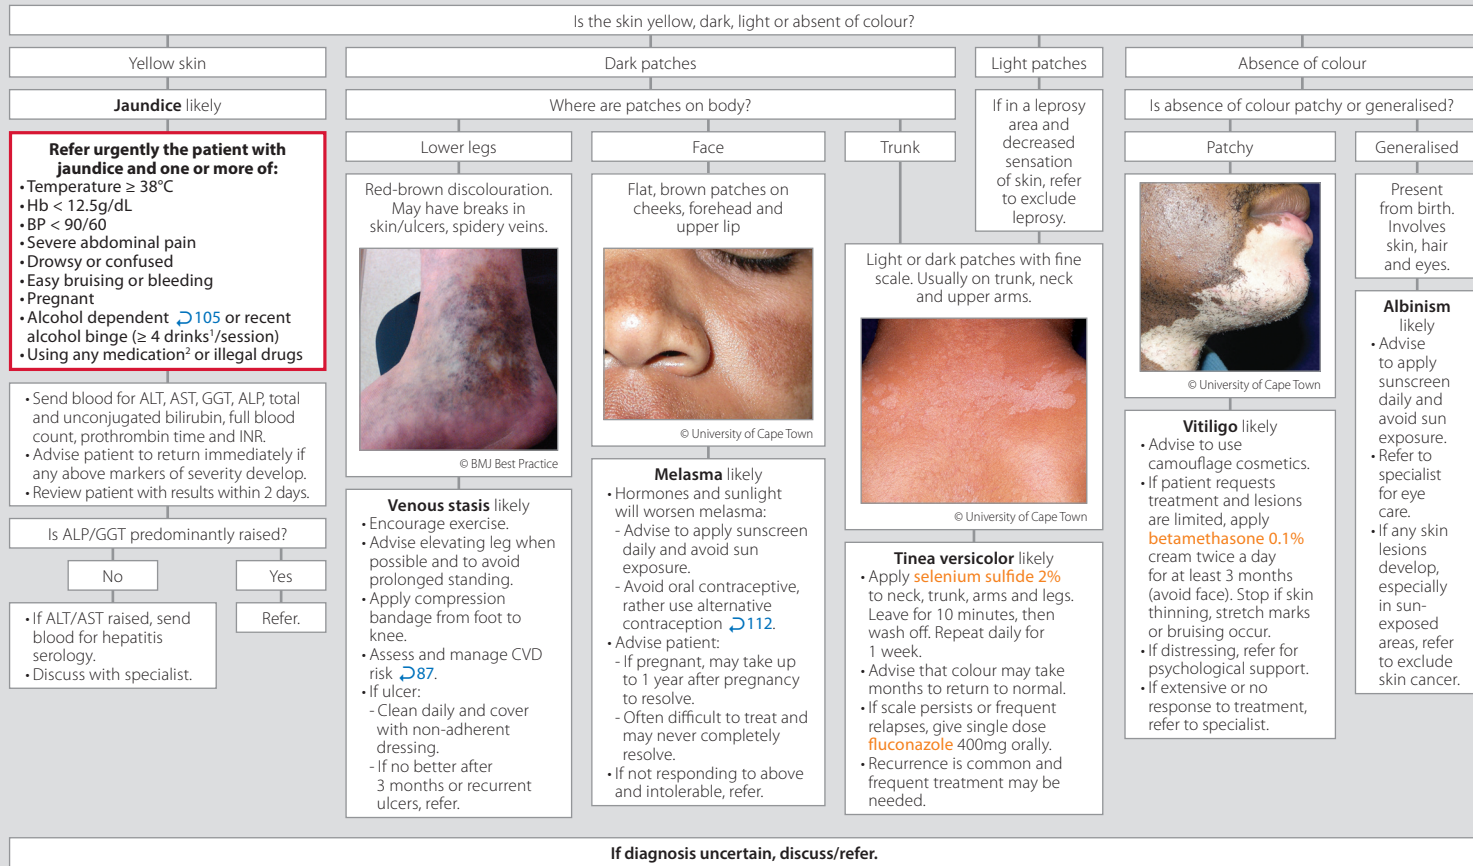 Is the skin yellow, dark, light or absent of colour?
Yellow skin
Jaundice likely
Refer urgently the patient with
jaundice and one or more of:
• Temperature ≥ 38°C
• Hb < 12.5g/dL
• BP < 90/60
• Severe abdominal pain
• Drowsy or confused
• Easy bruising or bleeding
• Pregnant
• Alcohol dependent ⮌105 or recent
alcohol binge (≥ 4 drinks¹/session)
• Using any medication² or illegal drugs
• Send blood for ALT, AST, GGT, ALP, total
and unconjugated bilirubin, full blood
count, prothrombin time and INR.
• Advise patient to return immediately if
any above markers of severity develop.
• Review patient with results within 2 days.
Is ALP/GGT predominantly raised?
No
Yes
• If ALT/AST raised, send
blood for hepatitis
serology.
• Discuss with specialist.
Refer.
Dark patches
Where are patches on body?
Lower legs
Red-brown discolouration.
May have breaks in
skin/ulcers, spidery veins.
© BMJ Best Practice
Venous stasis likely
• Encourage exercise.
• Advise elevating leg when
possible and to avoid
prolonged standing.
• Apply compression
bandage from foot to
knee.
• Assess and manage CVD
risk ⮌87.
• If ulcer:
- Clean daily and cover
with non-adherent
dressing.
- If no better after
3 months or recurrent
ulcers, refer.
Face
Flat, brown patches on
cheeks, forehead and
upper lip
© University of Cape Town
Melasma likely
• Hormones and sunlight
will worsen melasma:
- Advise to apply sunscreen
daily and avoid sun
exposure.
- Avoid oral contraceptive,
rather use alternative
contraception ⮌112.
• Advise patient:
- If pregnant, may take up
to 1 year after pregnancy
to resolve.
- Often difficult to treat and
may never completely
resolve.
• If not responding to above
and intolerable, refer.
Trunk
Light patches
If in a leprosy
area and
decreased
sensation
of skin, refer
to exclude
leprosy.
Light or dark patches with fine
scale. Usually on trunk, neck
and upper arms.
© University of Cape Town
Tinea versicolor likely
• Apply selenium sulfide 2%
to neck, trunk, arms and legs.
Leave for 10 minutes, then
wash off. Repeat daily for
1 week.
• Advise that colour may take
months to return to normal.
• If scale persists or frequent
relapses, give single dose
fluconazole 400mg orally.
• Recurrence is common and
frequent treatment may be
needed.
Absence of colour
Is absence of colour patchy or generalised?
Patchy
© University of Cape Town
Vitiligo likely
• Advise to use
camouflage cosmetics.
• If patient requests
treatment and lesions
are limited, apply
betamethasone 0.1%
cream twice a day
for at least 3 months
(avoid face). Stop if skin
thinning, stretch marks
or bruising occur.
• If distressing, refer for
psychological support.
• If extensive or no
response to treatment,
refer to specialist.
Generalised
Present
from birth.
Involves
skin, hair
and eyes.
Albinism
likely
• Advise
to apply
sunscreen
daily and
avoid sun
exposure.
• Refer to
specialist
for eye
care.
• If any skin
lesions
develop,
especially
in sun-
exposed
areas, refer
to exclude
skin cancer.
If diagnosis uncertain, discuss/refer.